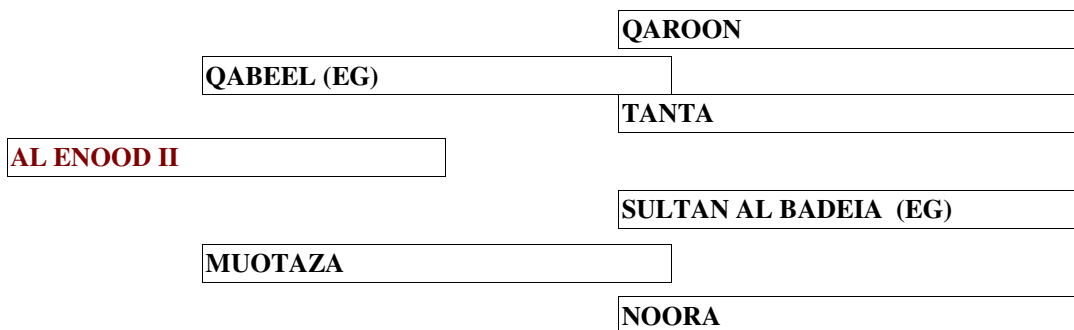 QAROON
QABEEL (EG)
TANTA
AL ENOOD II
SULTAN AL BADEIA (EG)
MUOTAZA
NOORA